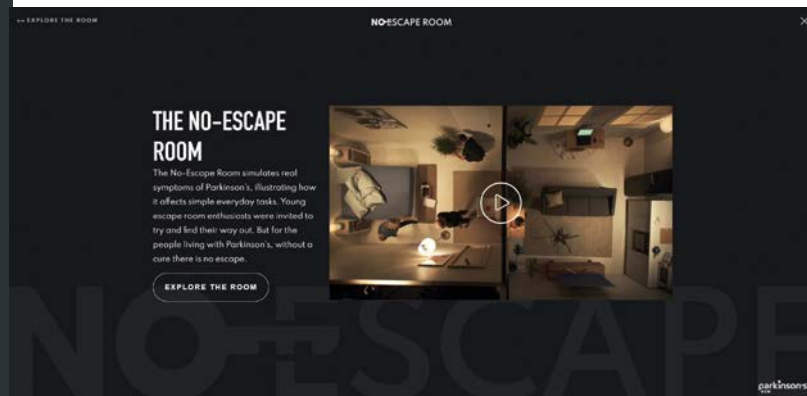 EXPLORE THE ROOM
NO-ESCAPE ROOM
THE NO-ESCAPE
ROOM
The No-Escape Room simulates real
symptoms of Parkinson's, illustrating how
it affects simple everyday tasks. Young
escape room enthusiasts were invited to
try and find their way out. But for the
people living with Parkinson's, without a
cure there is no escape.
EXPLORE THE ROOM
NO-ESCAPE
parkinson's